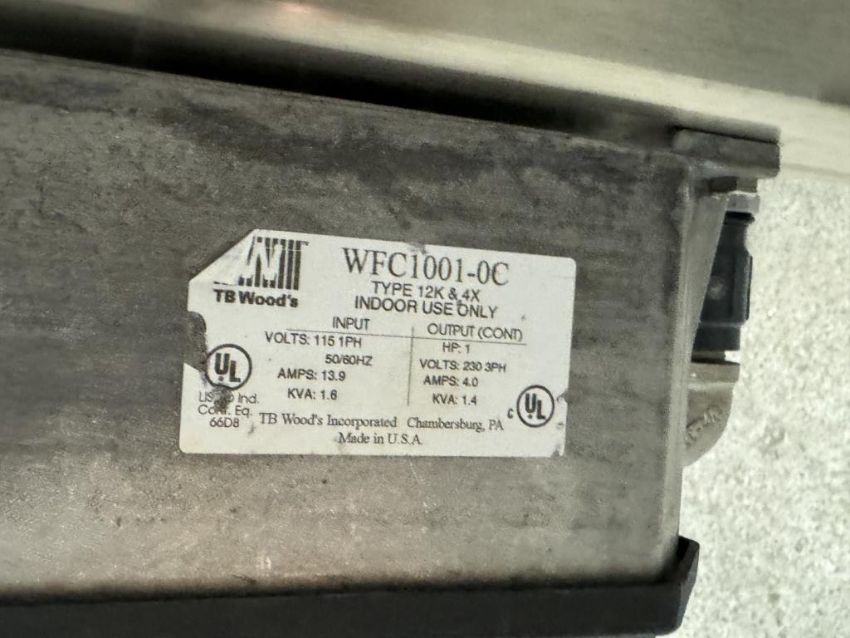 TB Wood's
WFC1001-0C
TYPE 12K & 4X
INDOOR USE ONLY
INPUT
VOLTS: 115 1PH
50/60HZ
AMPS: 13.9
KVA: 1.6
OUTPUT (CONT)
HP: 1
VOLTS: 230 3PH
AMPS: 4.0
KVA: 1.4
UL
Ind.
Eq.
66D8
c UL
TB Wood's Incorporated Chambersburg, PA
Made in U.S.A.